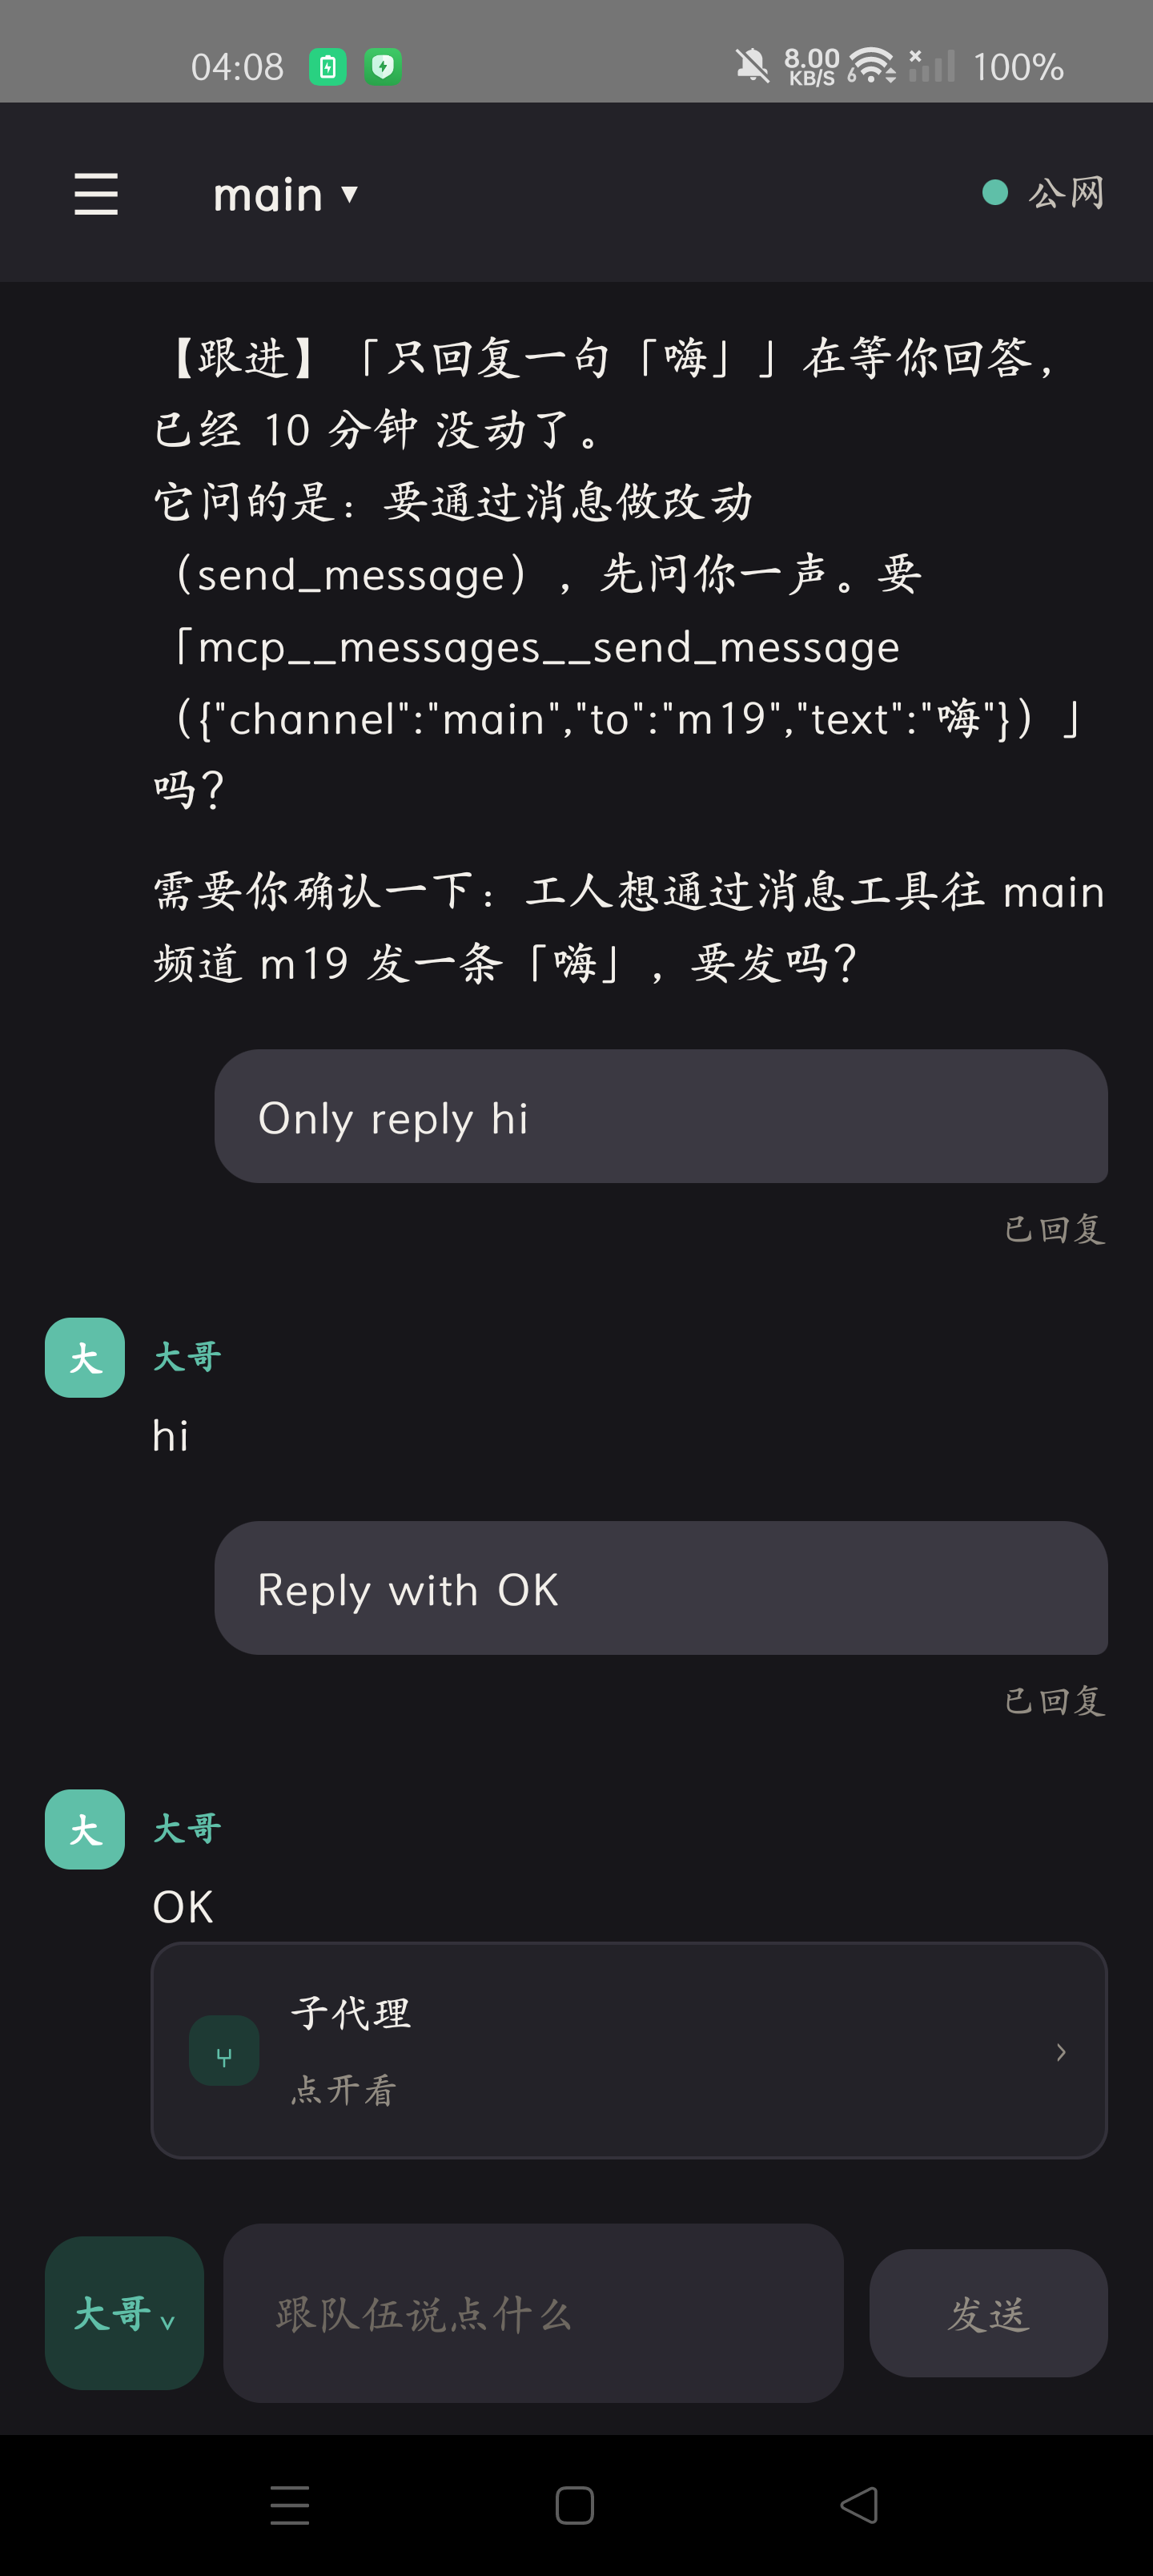 04:08
8.00
KB/S
6
100%
main ▼
公网
【跟进】「只回复一句「嗨」」在等你回答，
已经 10 分钟 没动了。
它问的是：要通过消息做改动
（send_message），先问你一声。要
「mcp__messages__send_message
（{"channel":"main","to":"m19","text":"嗨"}）」
吗？
需要你确认一下：工人想通过消息工具往 main
频道 m19 发一条「嗨」，要发吗？
Only reply hi
已回复
大
大哥
hi
Reply with OK
已回复
大
大哥
OK
子代理
点开看
大哥
跟队伍说点什么
发送